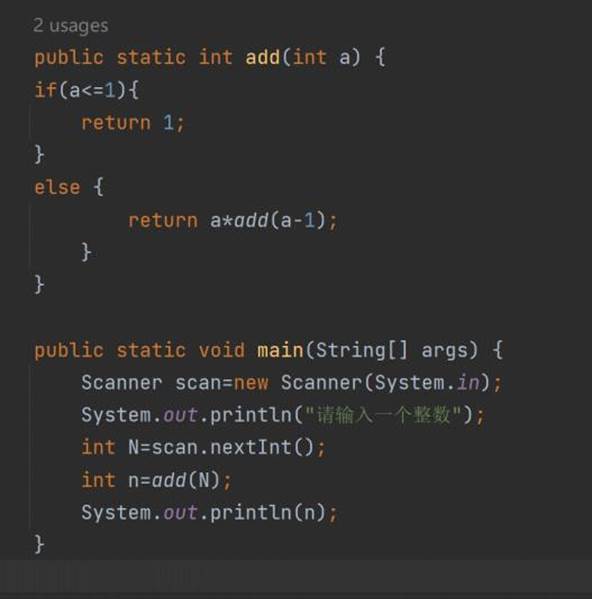 2 usages
public static int add(int a) {
if(a<=1){
return 1;
}
else {
return a*add(a-1);
}
}
public static void main(String[] args) {
Scanner scan=new Scanner(System.in);
System.out.println("请输入一个整数");
int N=scan.nextInt();
int n=add(N);
System.out.println(n);
}